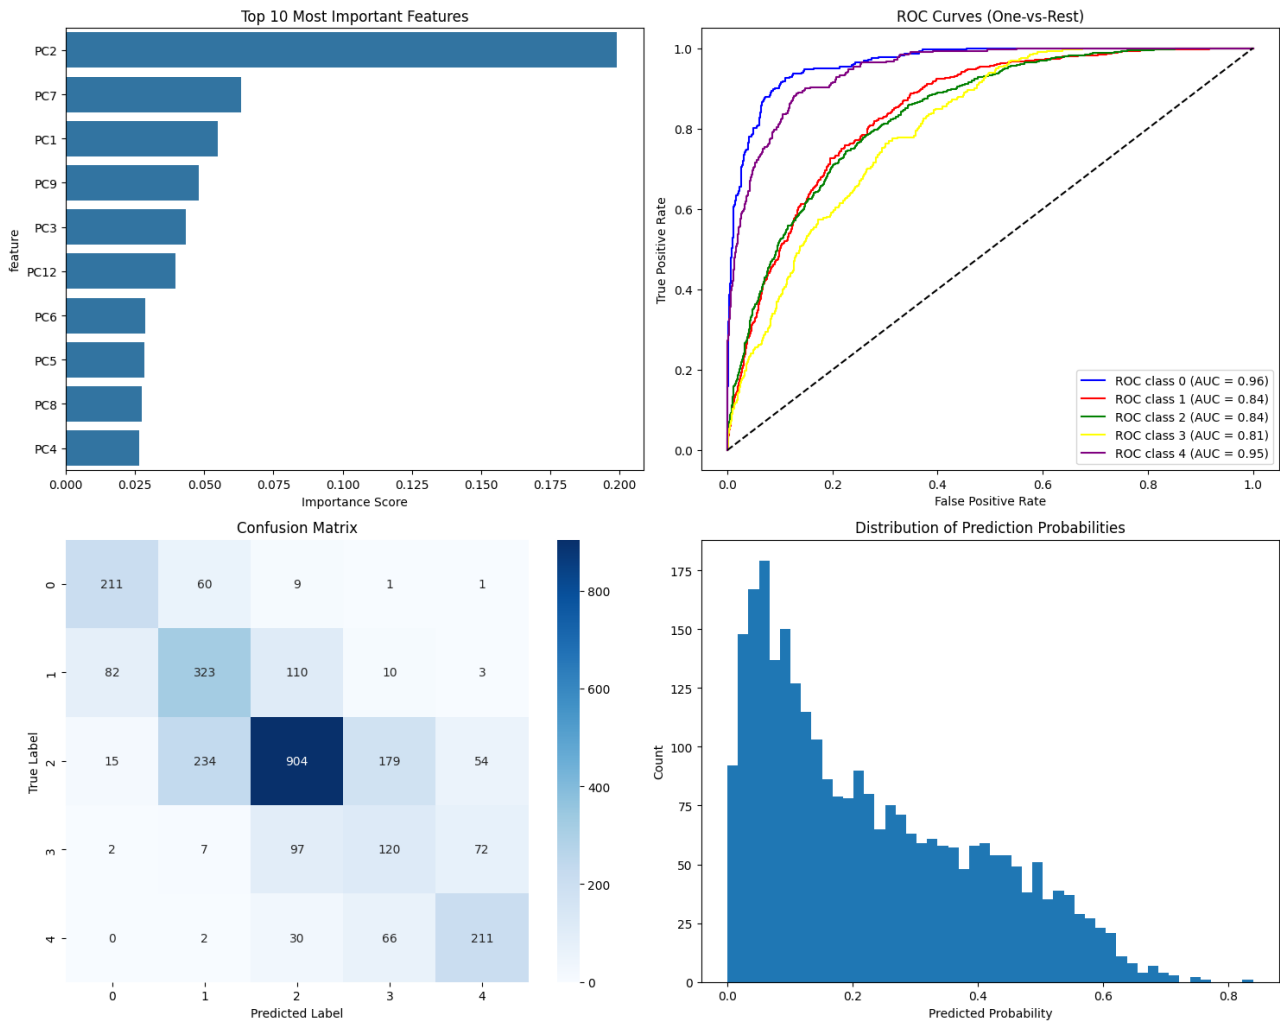 Top 10 Most Important Features
feature
PC2
PC7
PC1
PC9
PC3
PC12
PC6
PC5
PC8
PC4
0.000 0.025 0.050 0.075 0.100 0.125 0.150 0.175 0.200
Importance Score
ROC Curves (One-vs-Rest)
True Positive Rate
1.0
0.8
0.6
0.4
0.2
0.0
ROC class 0 (AUC = 0.96)
ROC class 1 (AUC = 0.84)
ROC class 2 (AUC = 0.84)
ROC class 3 (AUC = 0.81)
ROC class 4 (AUC = 0.95)
0.0 0.2 0.4 0.6 0.8 1.0
False Positive Rate
Confusion Matrix
True Label
0 211 60 9 1 1
1 82 323 110 10 3
2 15 234 904 179 54
3 2 7 97 120 72
4 0 2 30 66 211
0 1 2 3 4
Predicted Label
800
600
400
200
0
Distribution of Prediction Probabilities
Count
175
150
125
100
75
50
25
0
0.0 0.2 0.4 0.6 0.8
Predicted Probability